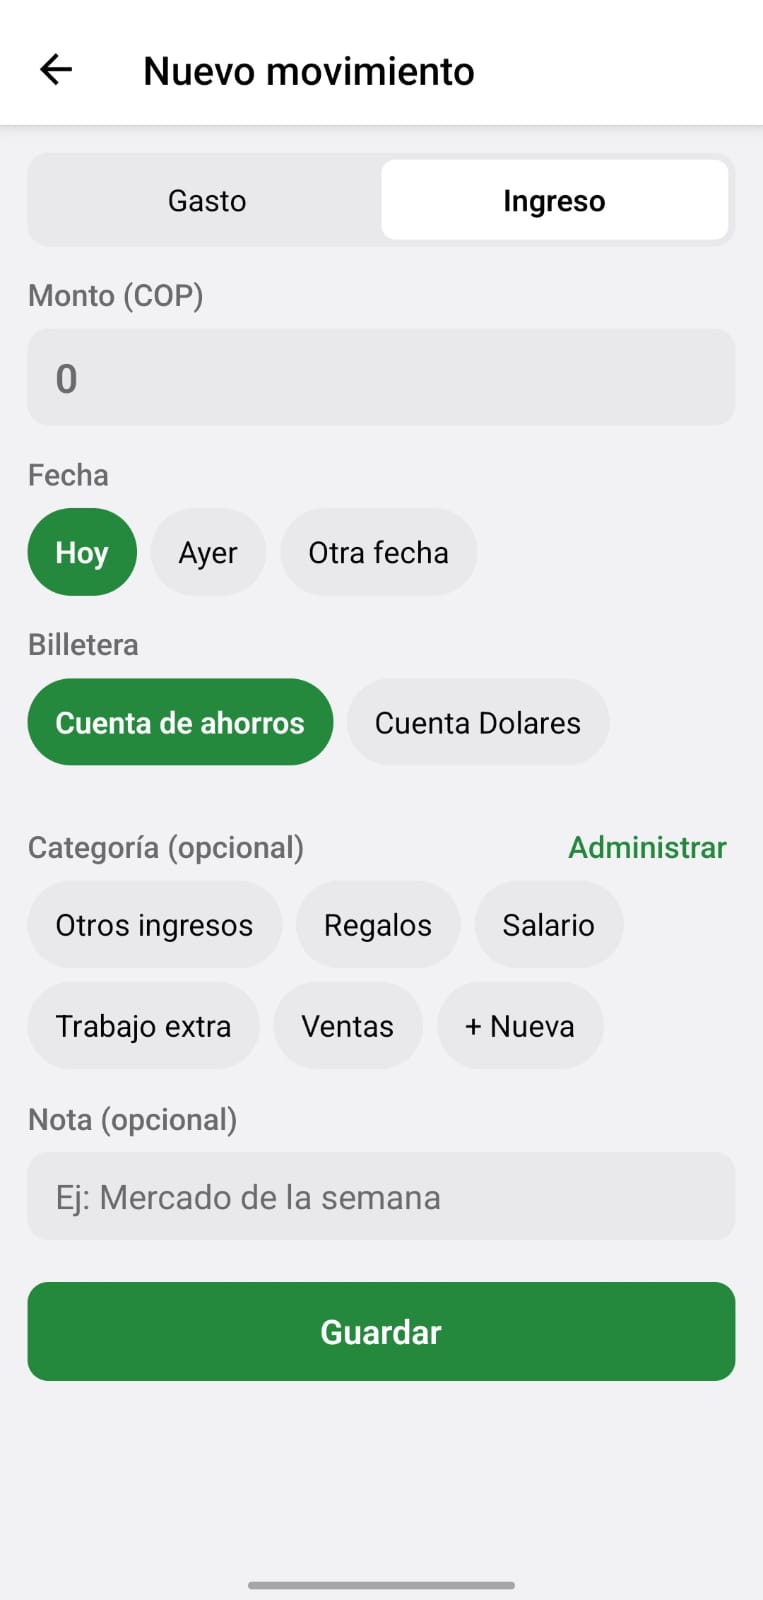 Nuevo movimiento
Gasto Ingreso
Monto (COP)
0
Fecha
Hoy Ayer Otra fecha
Billetera
Cuenta de ahorros Cuenta Dolares
Categoría (opcional) Administrar
Otros ingresos Regalos Salario
Trabajo extra Ventas + Nueva
Nota (opcional)
Ej: Mercado de la semana
Guardar